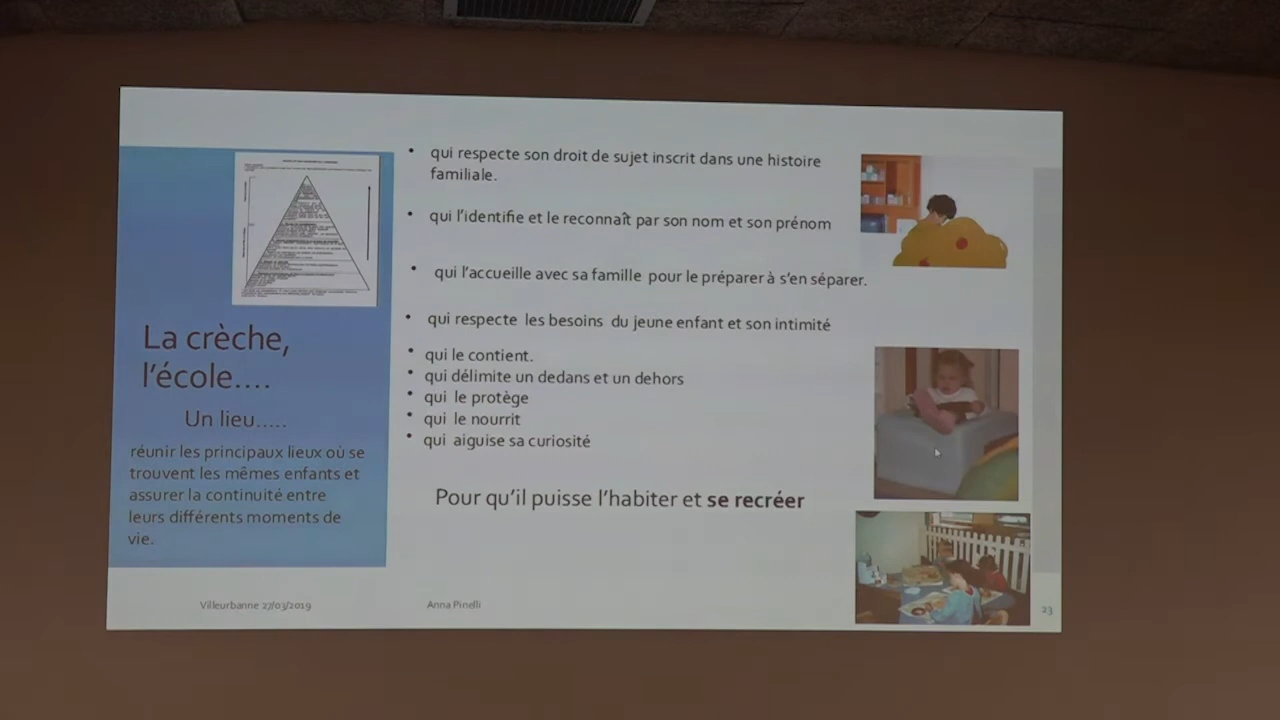 La crèche,
l'école....
Un lieu.....
réunir les principaux lieux où se
trouvent les mêmes enfants et
assurer la continuité entre
leurs différents moments de
vie.
• qui respecte son droit de sujet inscrit dans une histoire
familiale.
• qui l'identifie et le reconnaît par son nom et son prénom
• qui l'accueille avec sa famille pour le préparer à s'en séparer.
• qui respecte les besoins du jeune enfant et son intimité
• qui le contient.
• qui délimite un dedans et un dehors
• qui le protège
• qui le nourrit
• qui aiguise sa curiosité
Pour qu'il puisse l'habiter et se recréer
Villeurbanne 27/03/2019
Anna Pinelli
23